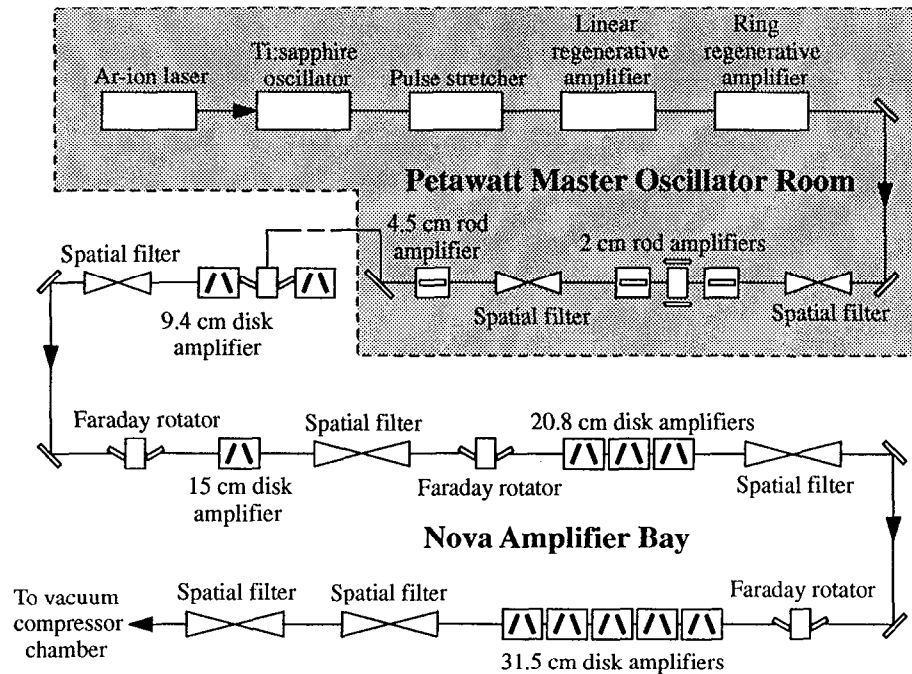 Ar-ion laser
Ti:sapphire
oscillator
Pulse stretcher
Linear
regenerative
amplifier
Ring
regenerative
amplifier
Petawatt Master Oscillator Room
4.5 cm rod
amplifier
2 cm rod amplifiers
Spatial filter
Spatial filter
Spatial filter
9.4 cm disk
amplifier
Faraday rotator
15 cm disk
amplifier
Spatial filter
Faraday rotator
20.8 cm disk amplifiers
Spatial filter
Nova Amplifier Bay
Faraday rotator
31.5 cm disk amplifiers
Spatial filter
Spatial filter
To vacuum
compressor
chamber